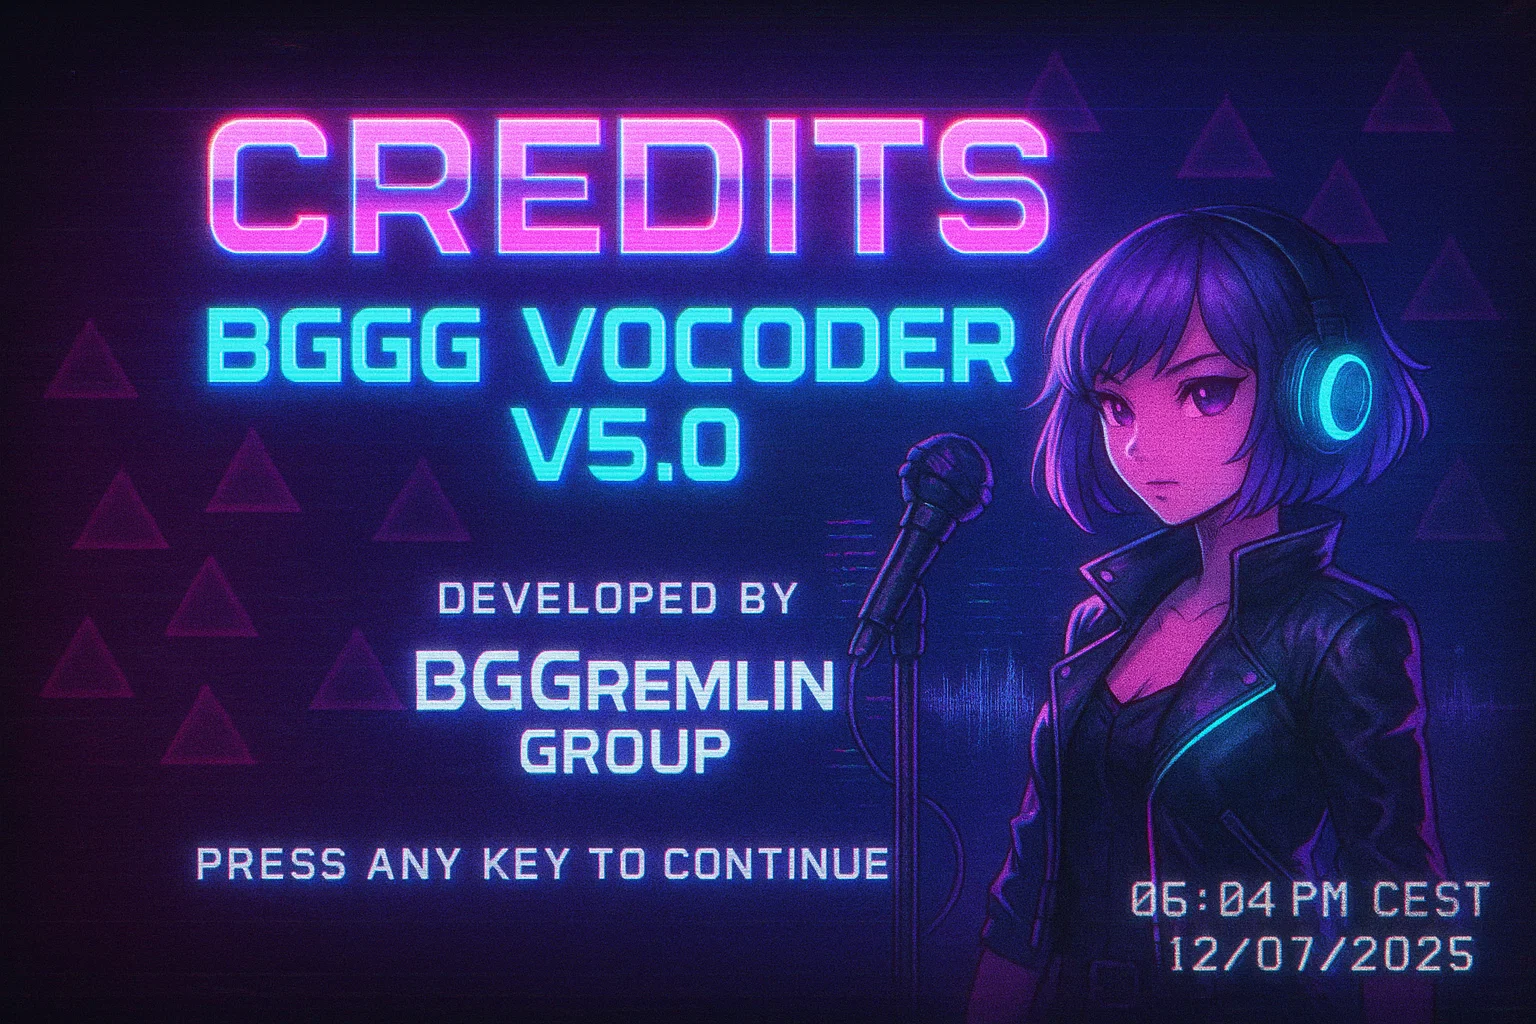 CREDITS
BGGG VOCODER
V5.0
DEVELOPED BY
BGGREMLIN
GROUP
PRESS ANY KEY TO CONTINUE
06:04 PM CEST
12/07/2025